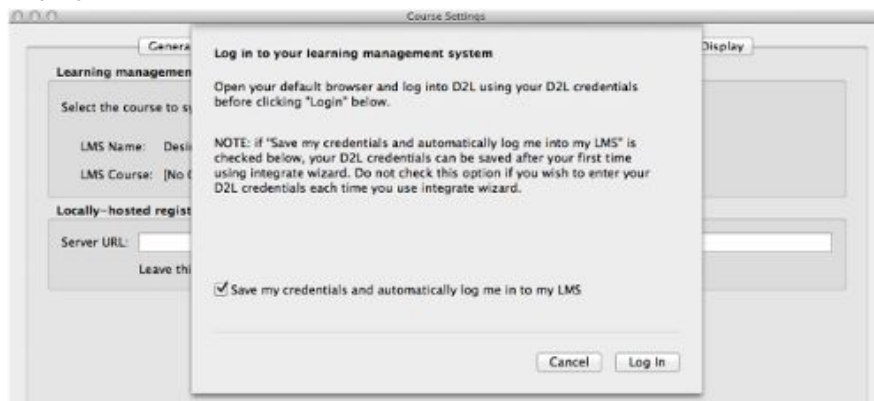 Course Settings
Genera
Display
Learning managemen
Select the course to sy
LMS Name: Desi
LMS Course: [No
Locally-hosted regist
Server URL:
Leave thi
Log in to your learning management system
Open your default browser and log into D2L using your D2L credentials
before clicking "Login" below.
NOTE: if "Save my credentials and automatically log me into my LMS" is
checked below, your D2L credentials can be saved after your first time
using integrate wizard. Do not check this option if you wish to enter your
D2L credentials each time you use integrate wizard.
Save my credentials and automatically log me in to my LMS
Cancel
Log In